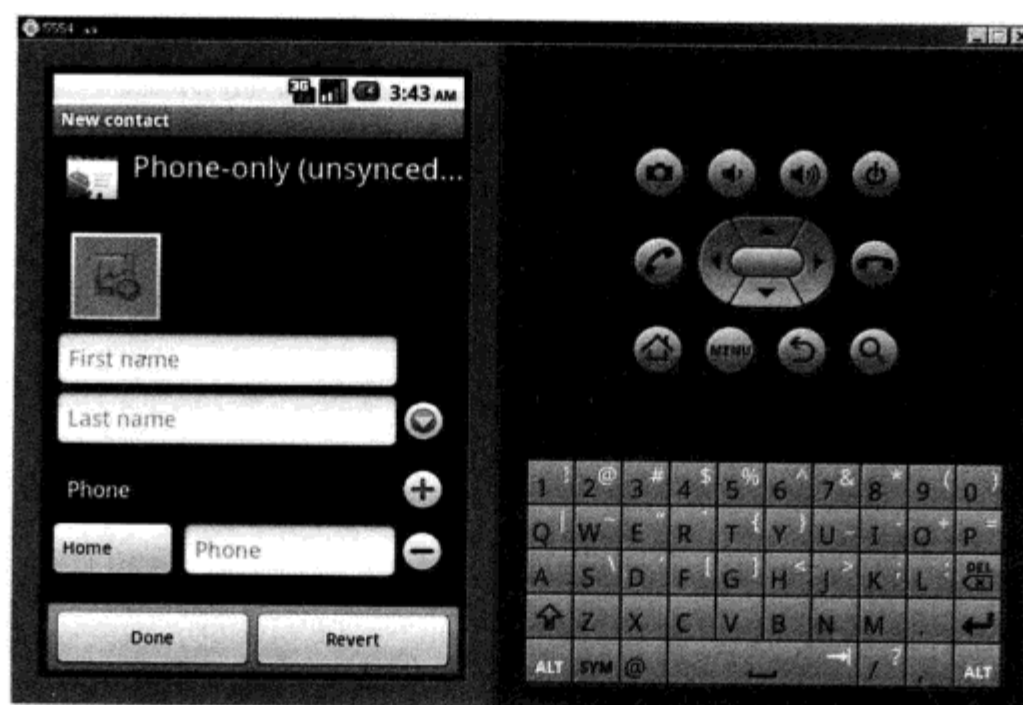 3G 3:43 AM
New contact
Phone-only (unsynced...
First name
Last name
Phone
Home Phone
Done Revert
MENU
1 2 @ 3 # 4 $ 5 % 6 ^ 7 & 8 * 9 ( 0 )
Q W E R T { Y } U I O + P =
A S \ D F [ G ] H < J > K ; L : DEL
Z X C V B N M .
ALT SYM @ / ? , ALT